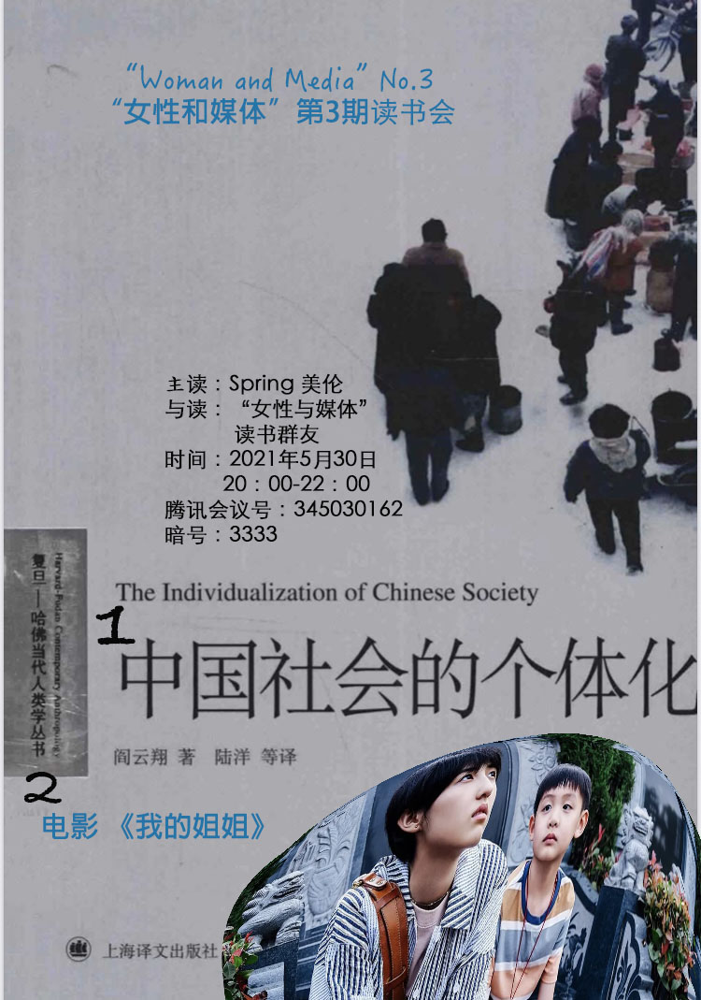 “Woman and Media” No.3
“女性和媒体”第3期读书会
主读：Spring 美伦
与读：“女性与媒体”
读书群友
时间：2021年5月30日
20：00-22：00
腾讯会议号：345030162
暗号：3333
Harvard-Fudan Contemporary Anthropology
复旦—哈佛当代人类学丛书
The Individualization of Chinese Society
1
中国社会的个体化
阎云翔 著 陆洋 等译
2
电影《我的姐姐》
上海译文出版社